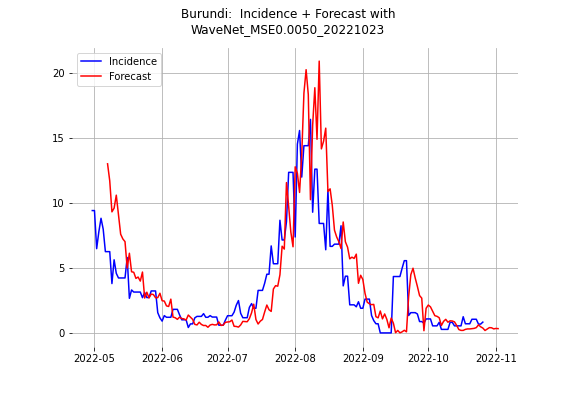 Burundi:  Incidence + Forecast with
WaveNet_MSE0.0050_20221023
Incidence
Forecast
20
15
10
5
0
2022-05 2022-06 2022-07 2022-08 2022-09 2022-10 2022-11